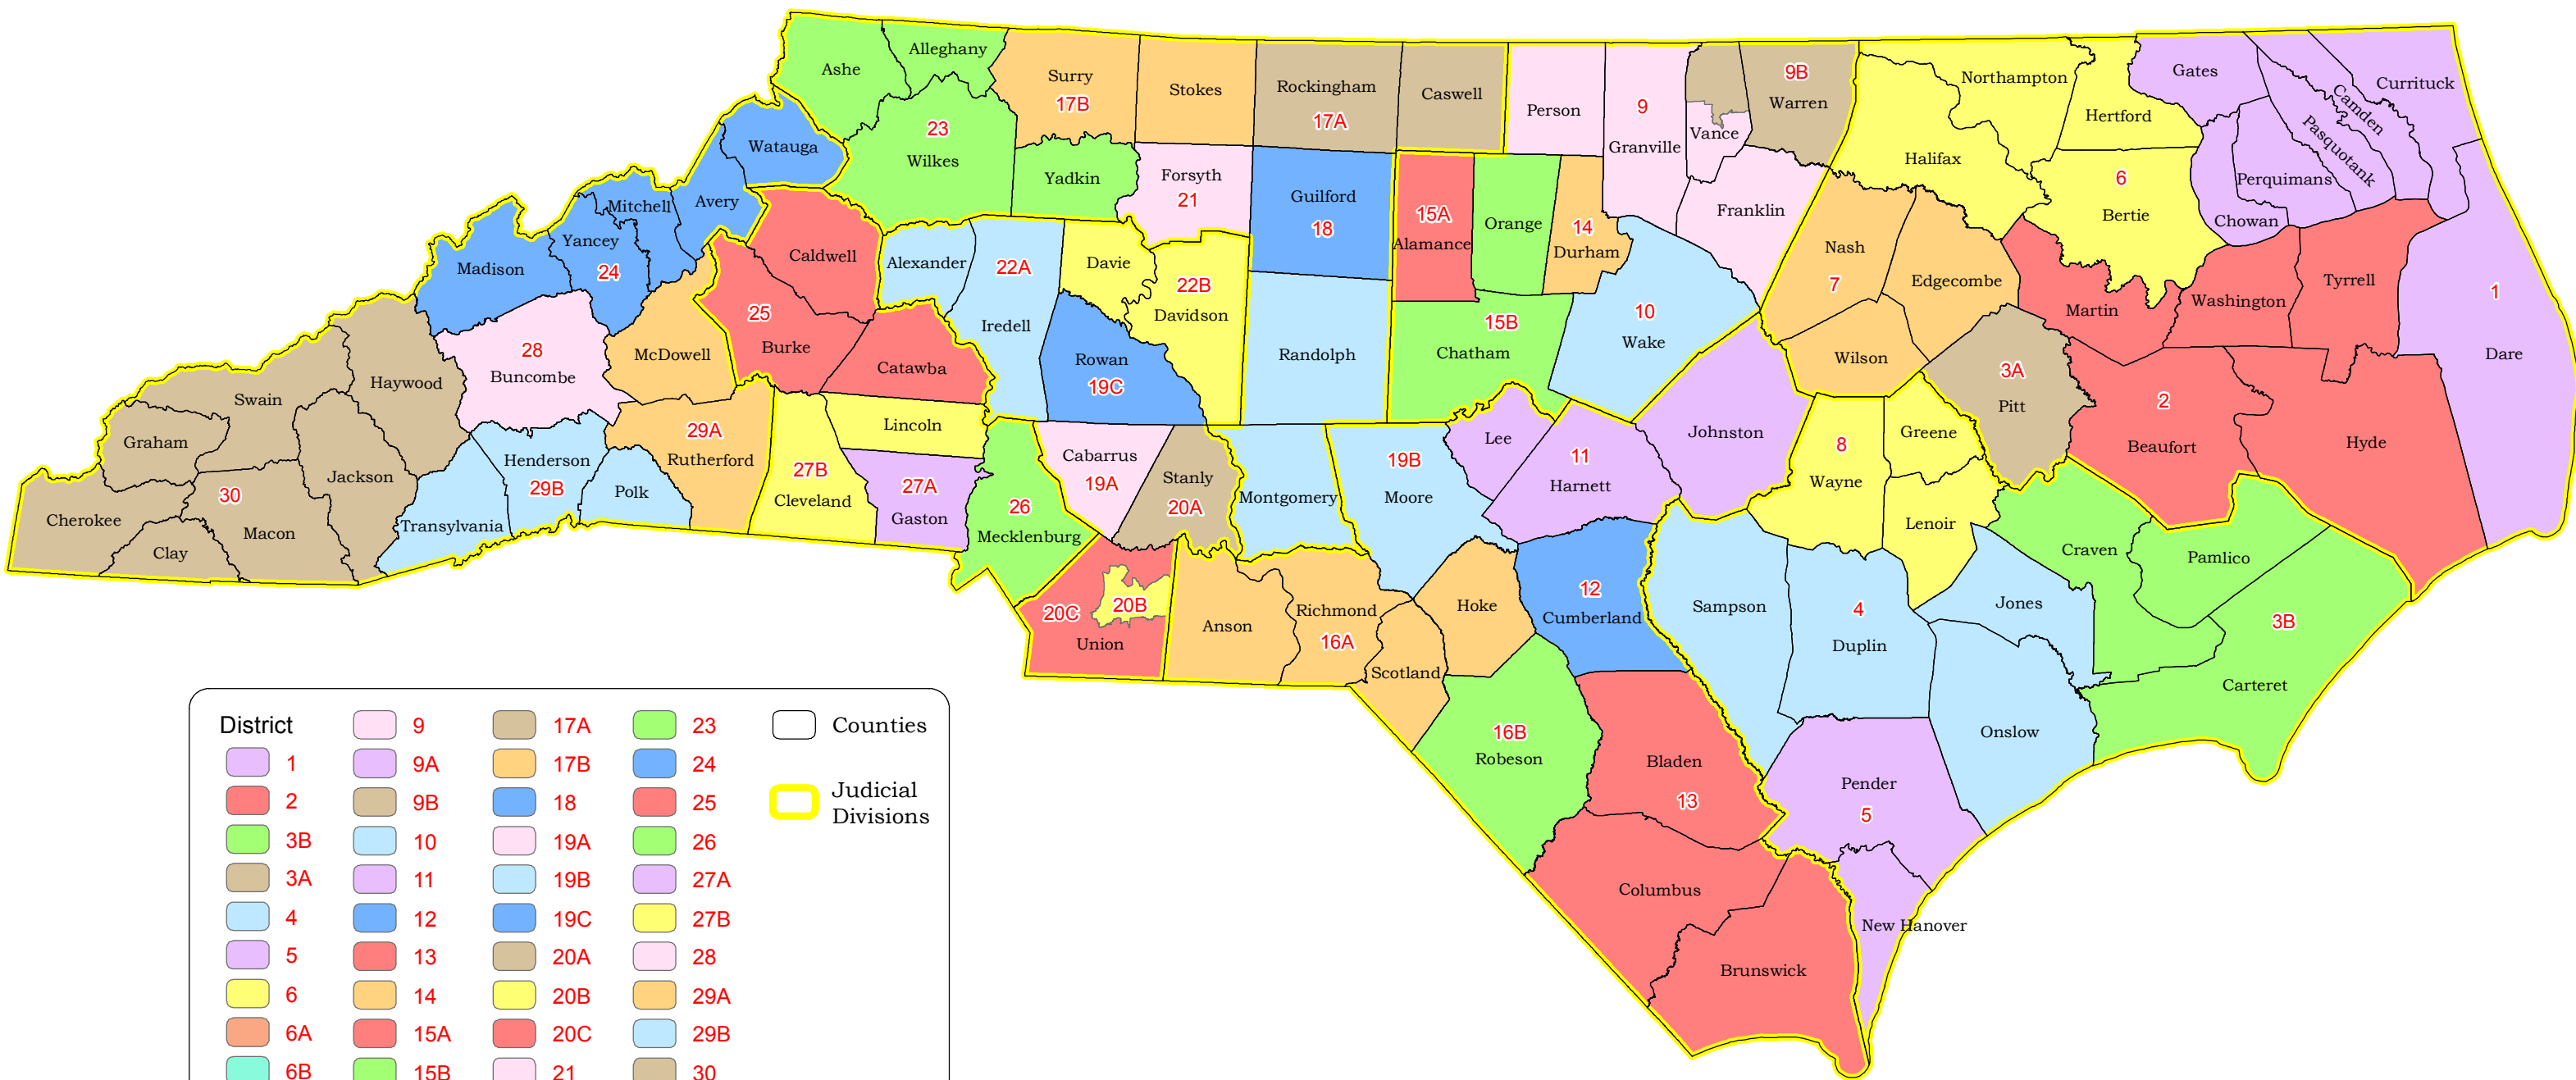 Ashe
Alleghany
Surry
17B
Stokes
Rockingham
17A
Caswell
Person
9
Granville
Vance
9B
Warren
Northampton
Halifax
Hertford
6
Bertie
Gates
Currituck
Camden
Pasquotank
Perquimans
Chowan
Watauga
23
Wilkes
Yadkin
Forsyth
21
Guilford
18
15A
Alamance
Orange
14
Durham
Franklin
Nash
7
Edgecombe
Martin
Washington
Tyrrell
1
Dare
Mitchell
Avery
Yancey
24
Madison
Caldwell
Alexander
22A
Iredell
Davie
22B
Davidson
Randolph
15B
Chatham
10
Wake
Wilson
3A
Pitt
2
Beaufort
Hyde
25
Burke
Catawba
McDowell
28
Buncombe
Haywood
Swain
Graham
Jackson
30
Macon
Cherokee
Clay
Transylvania
Henderson
29B
Polk
29A
Rutherford
27B
Cleveland
Lincoln
27A
Gaston
26
Mecklenburg
Rowan
19C
Cabarrus
19A
Stanly
20A
Montgomery
19B
Moore
Lee
11
Harnett
Johnston
8
Wayne
Greene
Lenoir
Craven
Pamlico
3B
Carteret
Jones
20C
20B
Union
Anson
Richmond
16A
Scotland
Hoke
12
Cumberland
Sampson
4
Duplin
Onslow
16B
Robeson
Bladen
13
Pender
5
Columbus
Brunswick
New Hanover
District
1
2
3B
3A
4
5
6
6A
6B
9
9A
9B
10
11
12
13
14
15A
15B
17A
17B
18
19A
19B
19C
20A
20B
20C
21
23
24
25
26
27A
27B
28
29A
29B
30
Counties
Judicial
Divisions